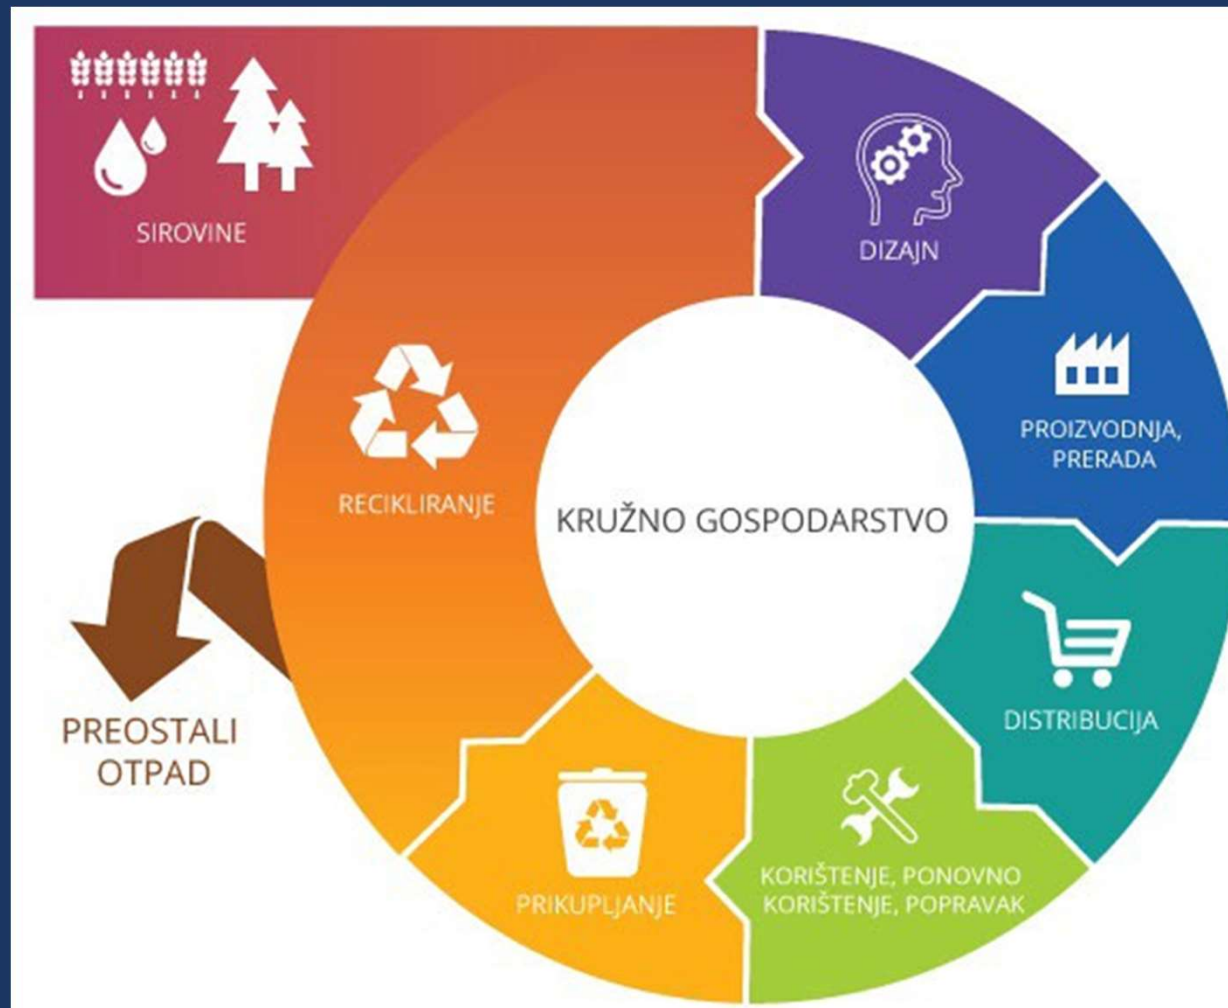 SIROVINE
DIZAJN
PROIZVODNJA,
PRERADA
DISTRIBUCIJA
KORIŠTENJE, PONOVNO
KORIŠTENJE, POPRAVAK
PRIKUPLJANJE
RECIKLIRANJE
KRUŽNO GOSPODARSTVO
PREOSTALI
OTPAD